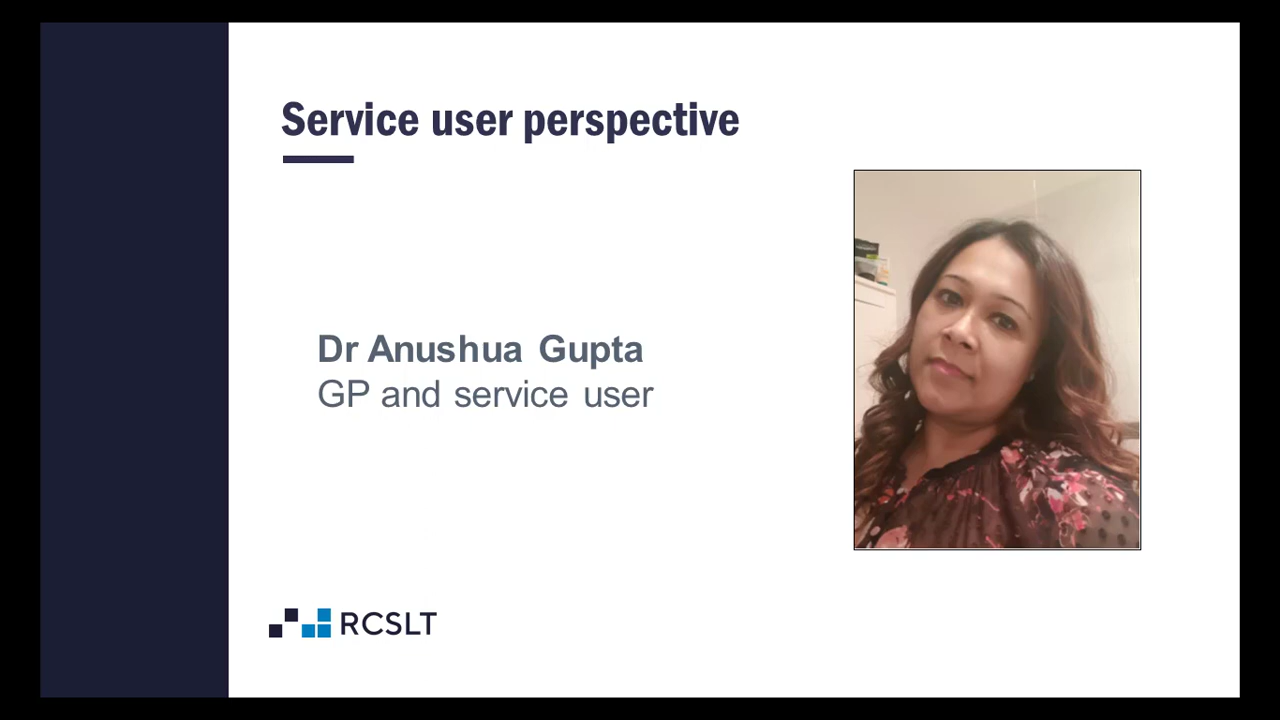 Service user perspective
Dr Anushua Gupta
GP and service user
RCSLT